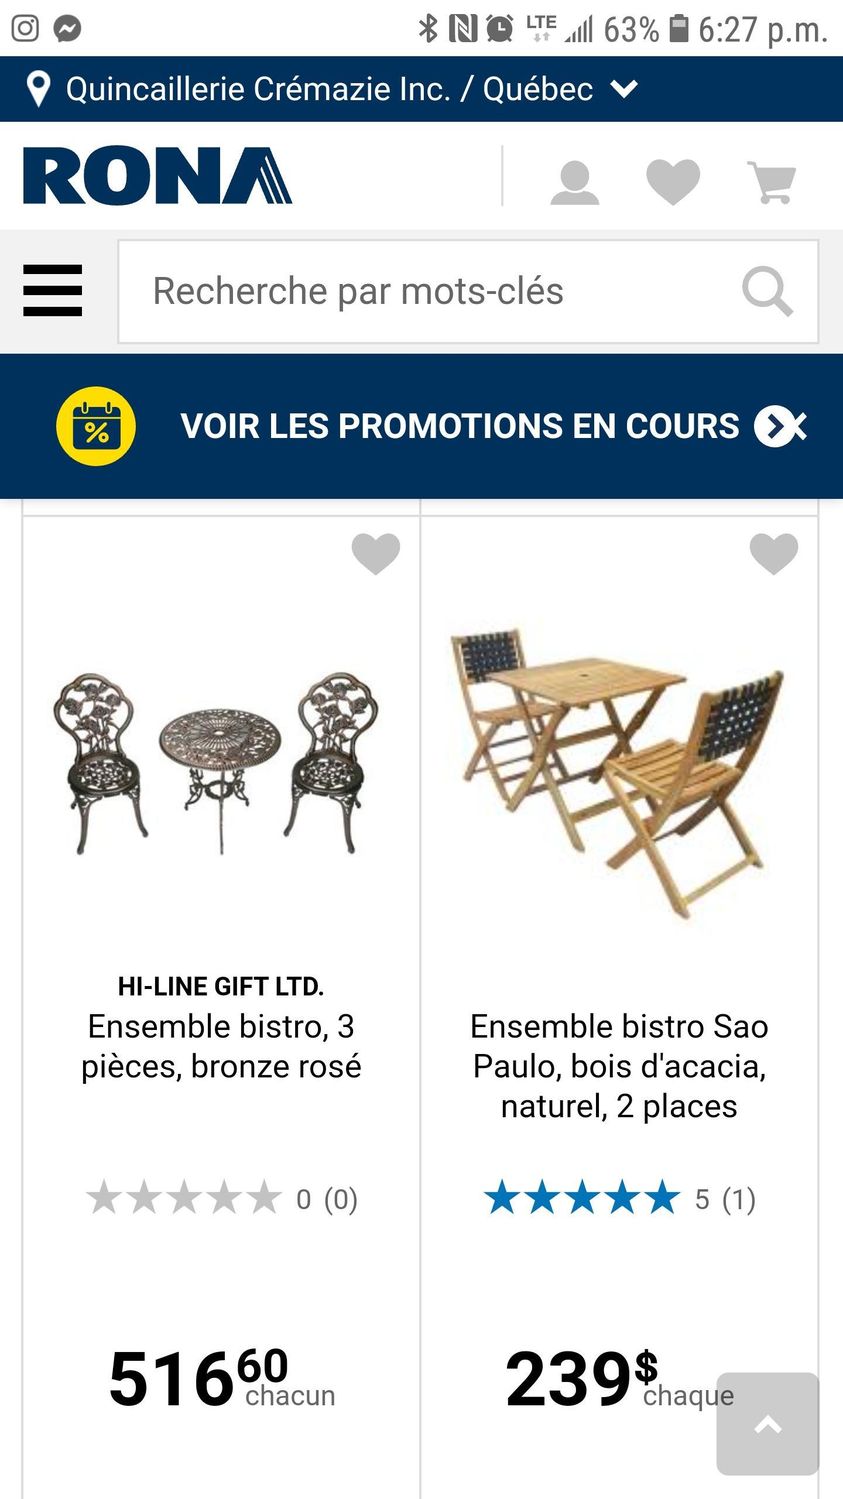 LTE 63% 6:27 p.m.
Quincaillerie Crémazie Inc. / Québec
RONA
Recherche par mots-clés
% VOIR LES PROMOTIONS EN COURS
HI-LINE GIFT LTD.
Ensemble bistro, 3
pièces, bronze rosé
0 (0)
51660 chacun
Ensemble bistro Sao
Paulo, bois d'acacia,
naturel, 2 places
5 (1)
239$ chaque